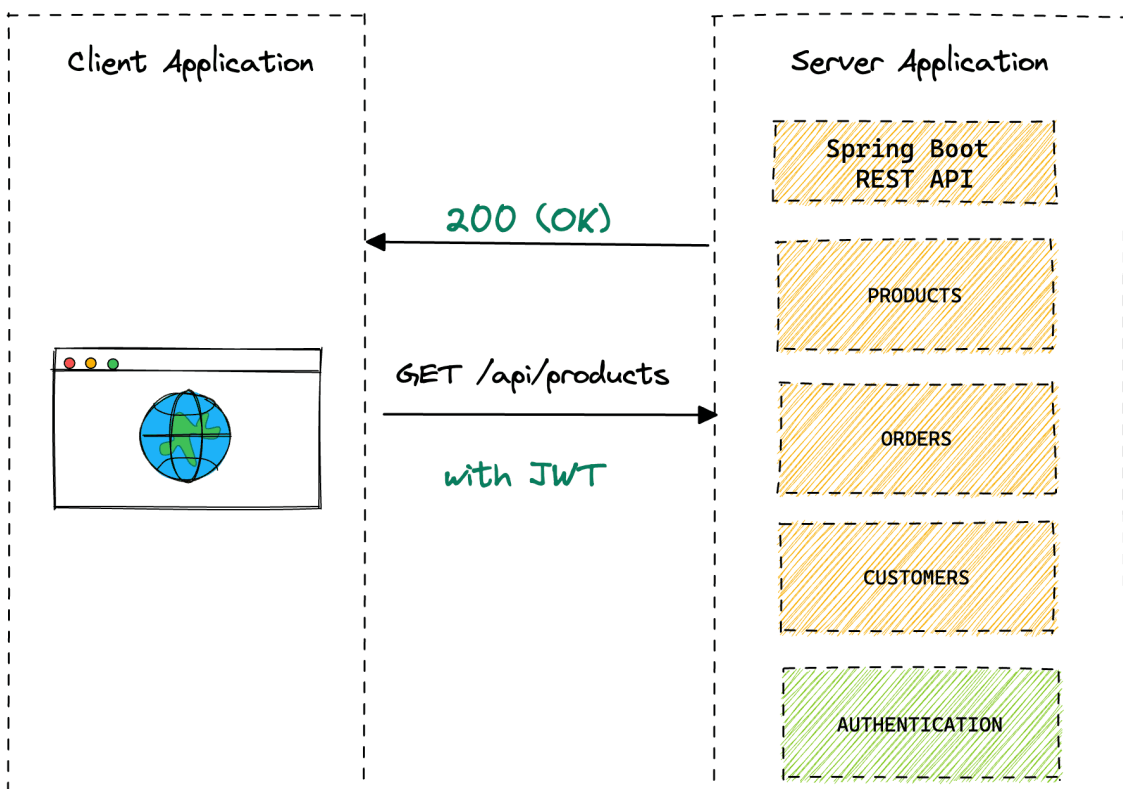 Client Application
Server Application
Spring Boot
REST API
200 (OK)
PRODUCTS
GET /api/products
ORDERS
with JWT
CUSTOMERS
AUTHENTICATION